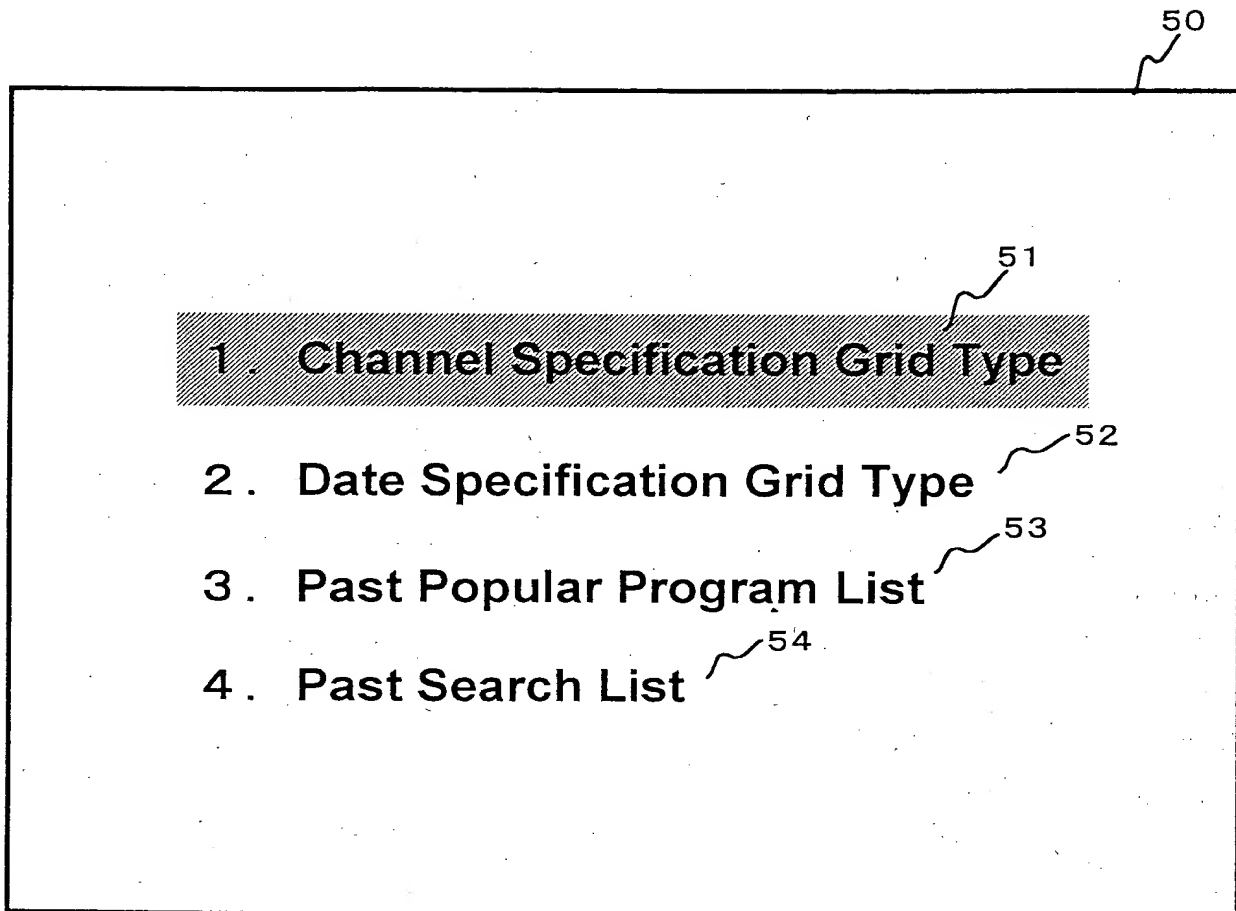 50
51
1. Channel Specification Grid Type
52
2. Date Specification Grid Type
53
3. Past Popular Program List
54
4. Past Search List